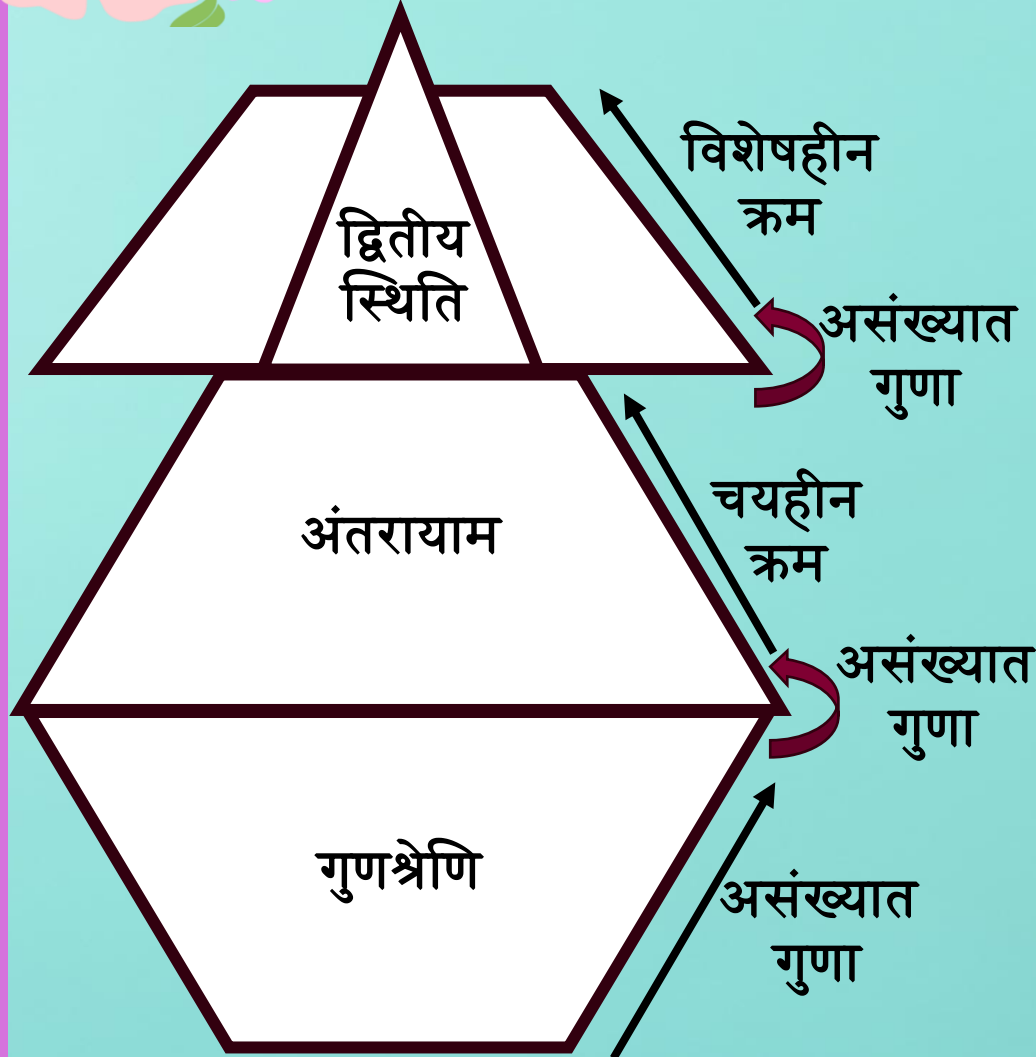 विशेषहीन
क्रम
द्वितीय
स्थिति
असंख्यात
गुणा
चयहीन
क्रम
अंतरायाम
असंख्यात
गुणा
गुणश्रेणि
असंख्यात
गुणा